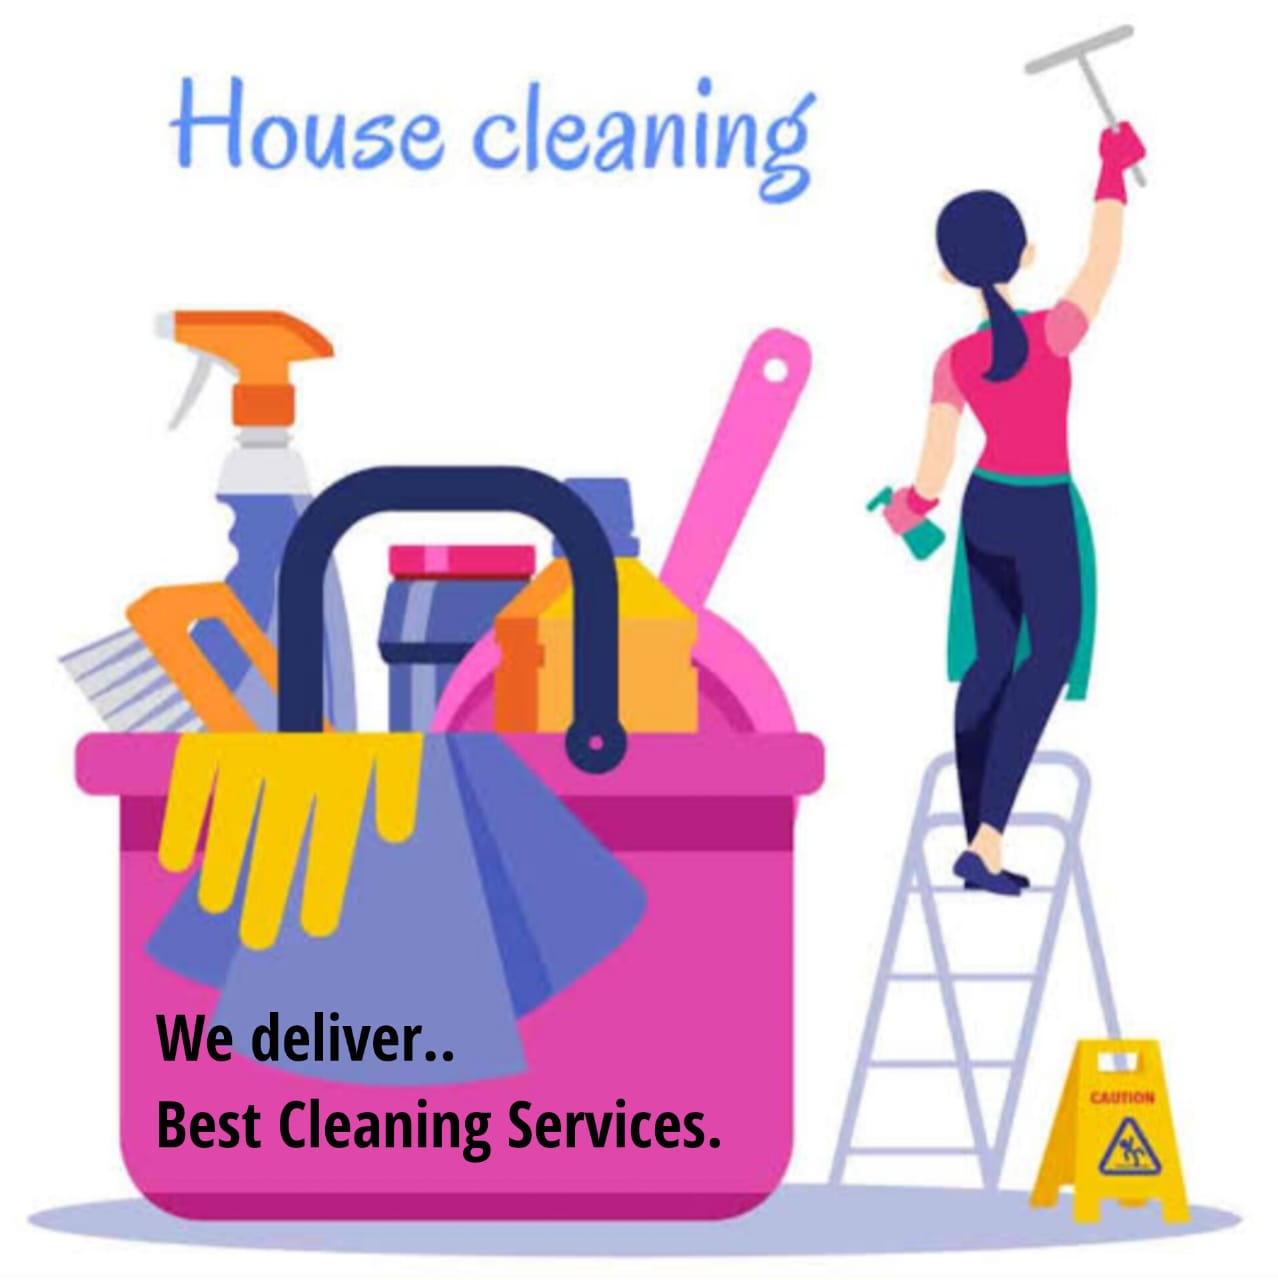 House cleaning
We deliver..
Best Cleaning Services.
CAUTION